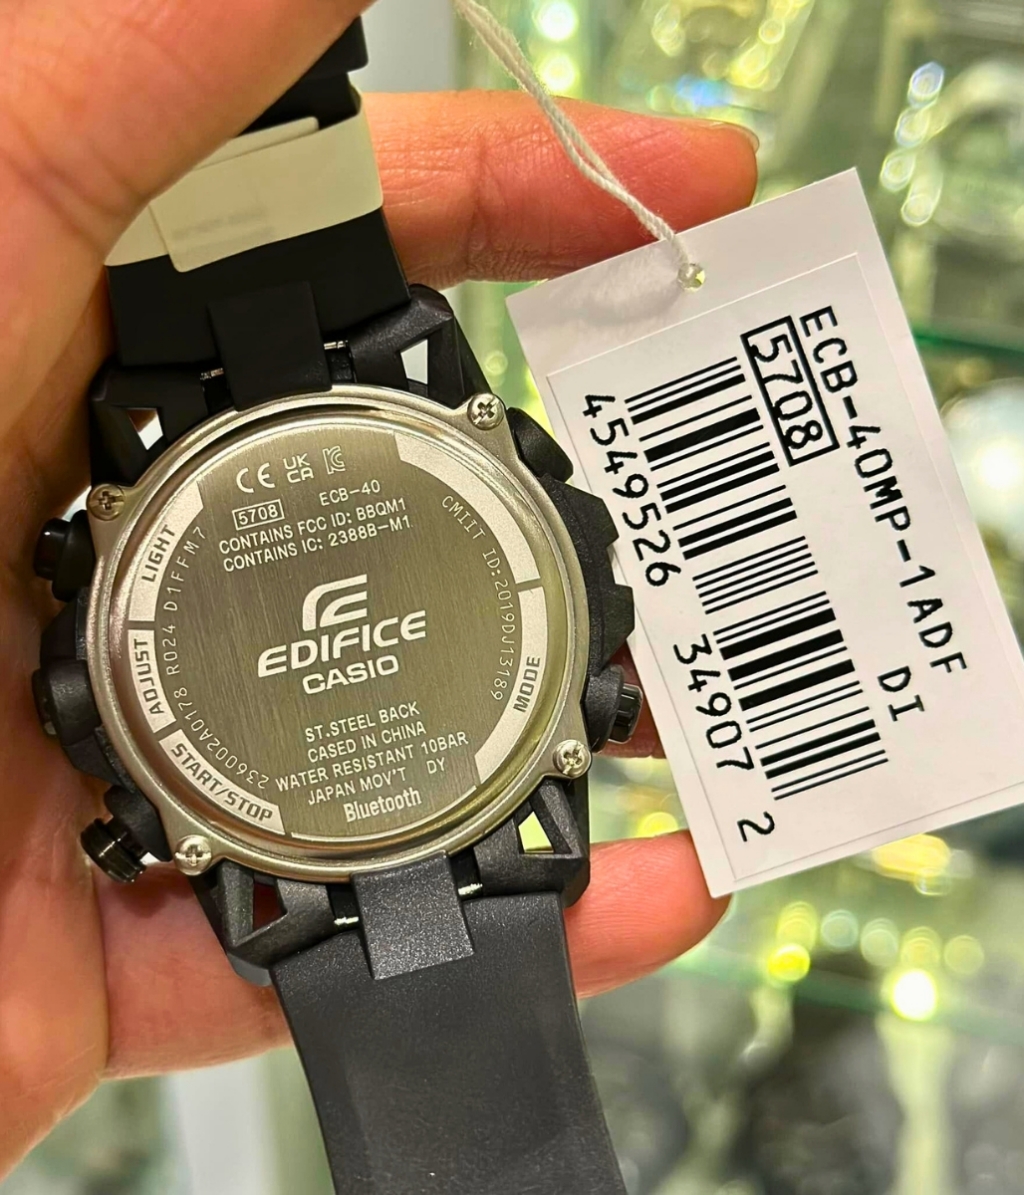 CE UK CA
ECB-40
5708
CONTAINS FCC ID: BBQM1
CONTAINS IC: 2388B-M1
CMIIT ID:2019DJ13189
LIGHT
ADJUST
START/STOP
MODE
236002A0178 R024 D1FFM7
EDIFICE
CASIO
ST.STEEL BACK
CASED IN CHINA
WATER RESISTANT 10BAR
JAPAN MOV'T DY
Bluetooth
ECB-40MP-1ADF
5708 DI
4549526 34907 2